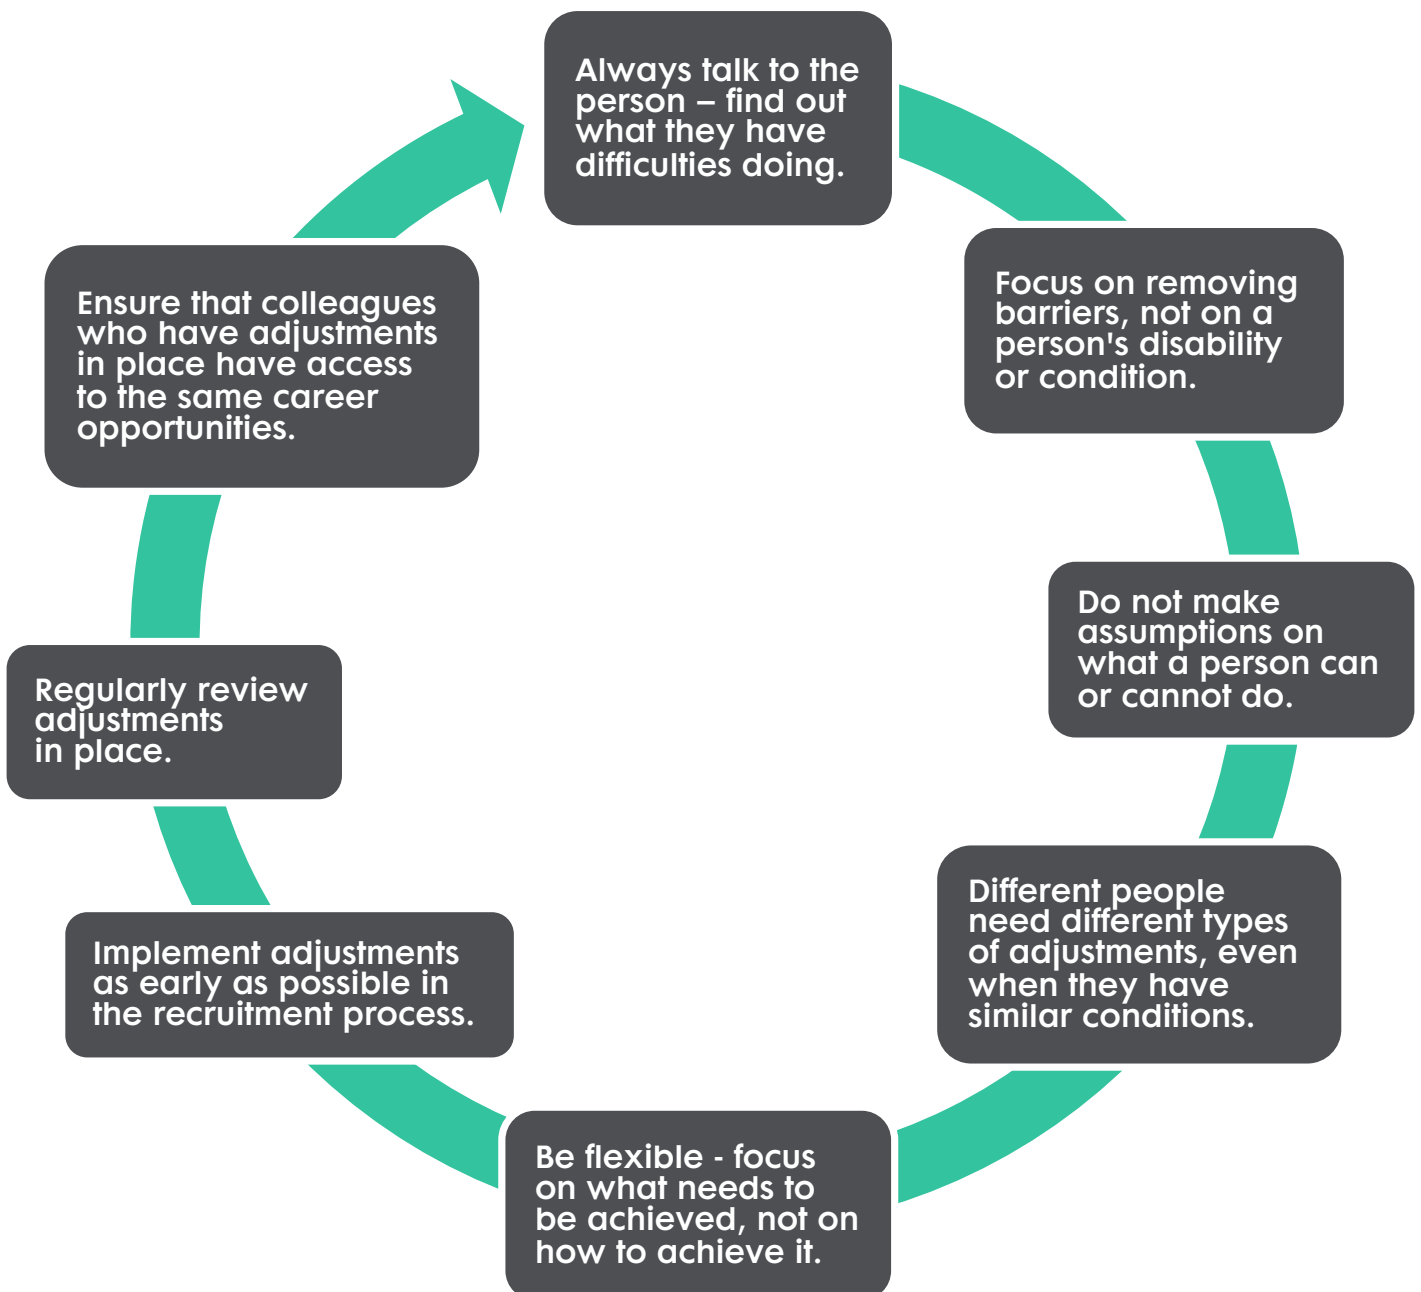 Always talk to the
person – find out
what they have
difficulties doing.
Focus on removing
barriers, not on a
person's disability
or condition.
Do not make
assumptions on
what a person can
or cannot do.
Different people
need different types
of adjustments, even
when they have
similar conditions.
Be flexible - focus
on what needs to
be achieved, not on
how to achieve it.
Implement adjustments
as early as possible in
the recruitment process.
Regularly review
adjustments
in place.
Ensure that colleagues
who have adjustments
in place have access
to the same career
opportunities.